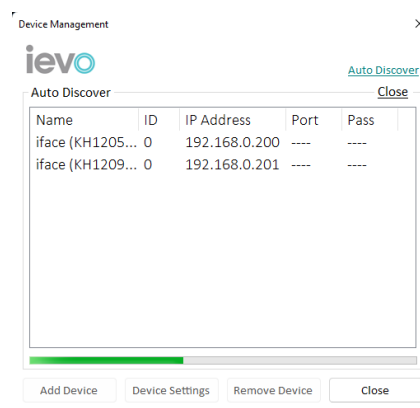 Device Management
ievo
Auto Discover
Auto Discover
Close
Name ID IP Address Port Pass
iface (KH1205... 0 192.168.0.200 ---- ----
iface (KH1209... 0 192.168.0.201 ---- ----
Add Device Device Settings Remove Device Close